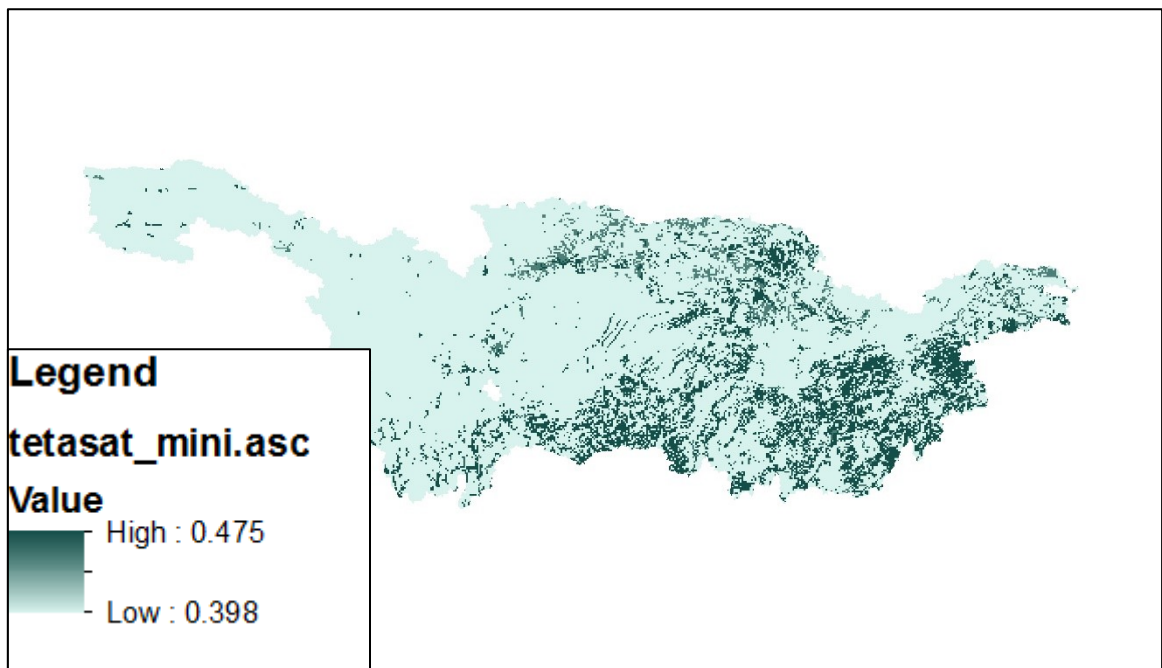 Legend
tetasat_mini.asc
Value
High : 0.475
Low : 0.398